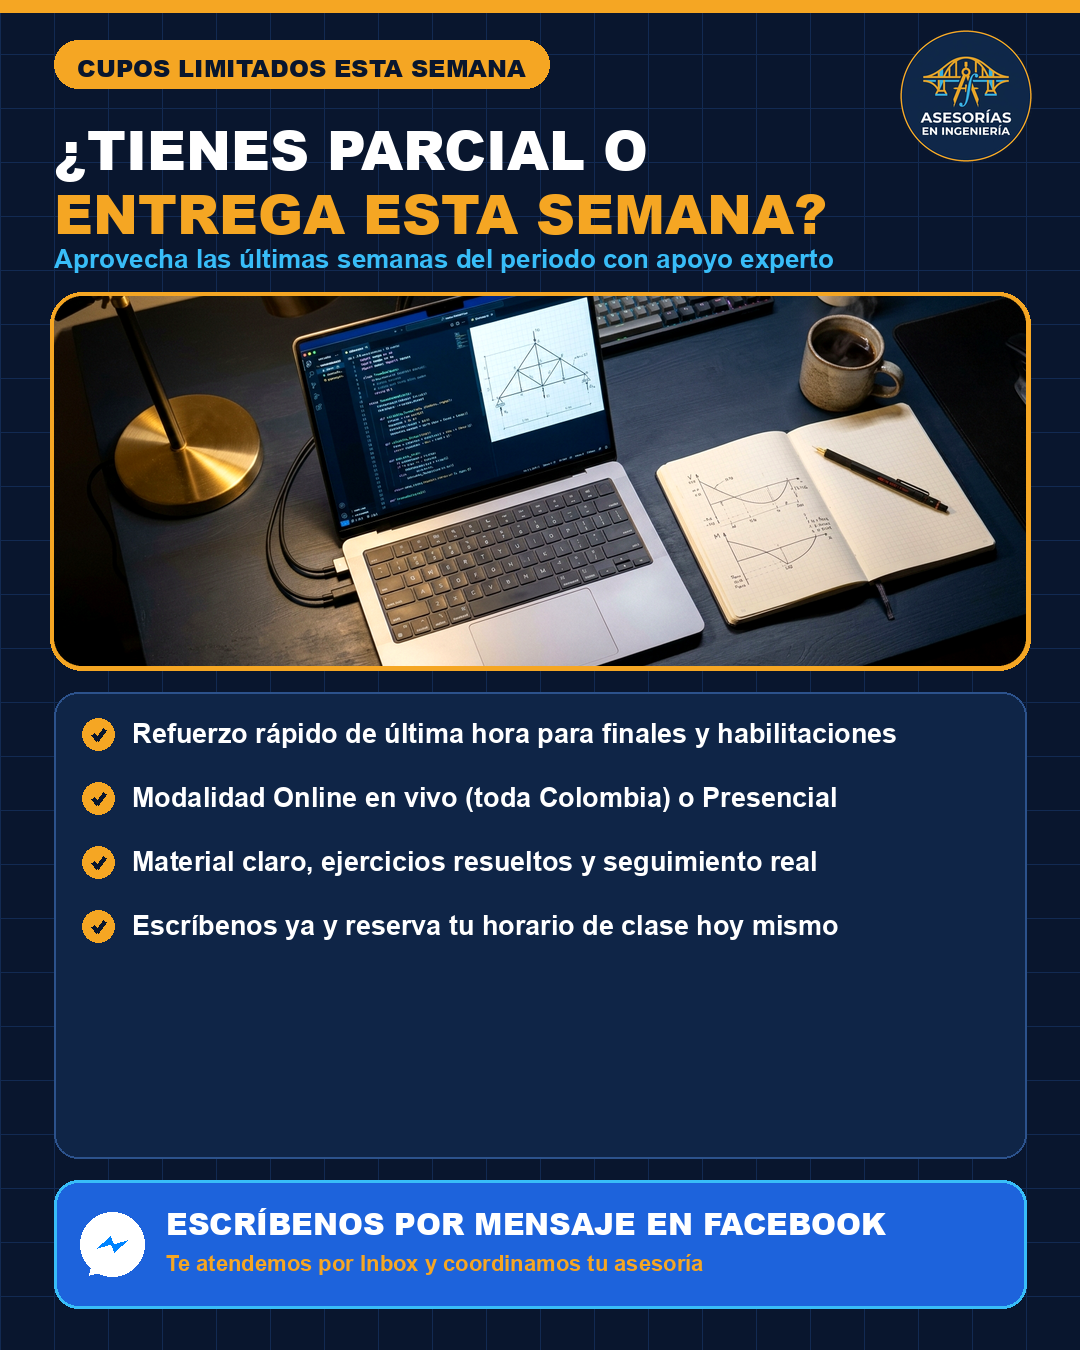 CUPOS LIMITADOS ESTA SEMANA
ASESORÍAS
EN INGENIERÍA
¿TIENES PARCIAL O
ENTREGA ESTA SEMANA?
Aprovecha las últimas semanas del periodo con apoyo experto
Refuerzo rápido de última hora para finales y habilitaciones
Modalidad Online en vivo (toda Colombia) o Presencial
Material claro, ejercicios resueltos y seguimiento real
Escríbenos ya y reserva tu horario de clase hoy mismo
ESCRÍBENOS POR MENSAJE EN FACEBOOK
Te atendemos por Inbox y coordinamos tu asesoría